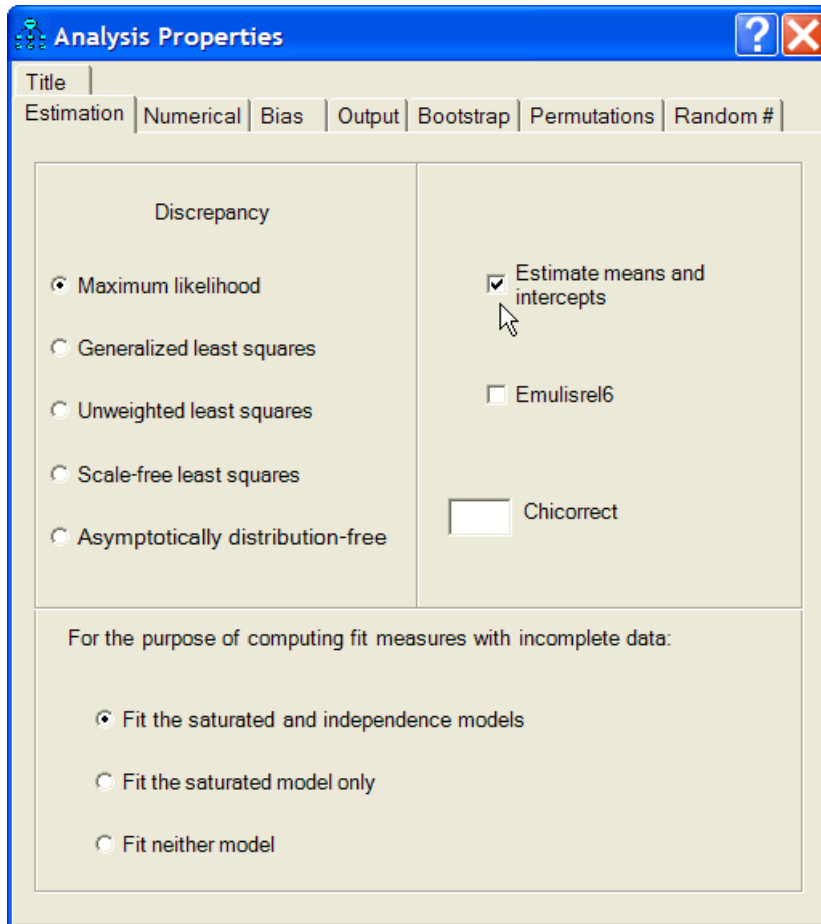 Analysis Properties
?
Title
Estimation Numerical Bias Output Bootstrap Permutations Random #
Discrepancy
Maximum likelihood
Generalized least squares
Unweighted least squares
Scale-free least squares
Asymptotically distribution-free
Estimate means and
intercepts
Emulisrel6
Chicorrect
For the purpose of computing fit measures with incomplete data:
Fit the saturated and independence models
Fit the saturated model only
Fit neither model